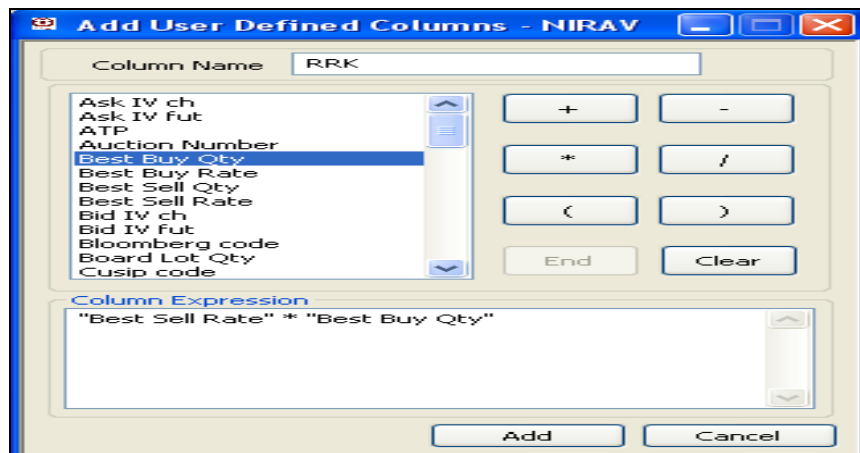 Add User Defined Columns - NIRAV
Column Name RRK
Ask IV ch
Ask IV fut
ATP
Auction Number
Best Buy Qty
Best Buy Rate
Best Sell Qty
Best Sell Rate
Bid IV ch
Bid IV fut
Bloomberg code
Board Lot Qty
Cusip code
+ -
* /
( )
End Clear
Column Expression
"Best Sell Rate" * "Best Buy Qty"
Add Cancel